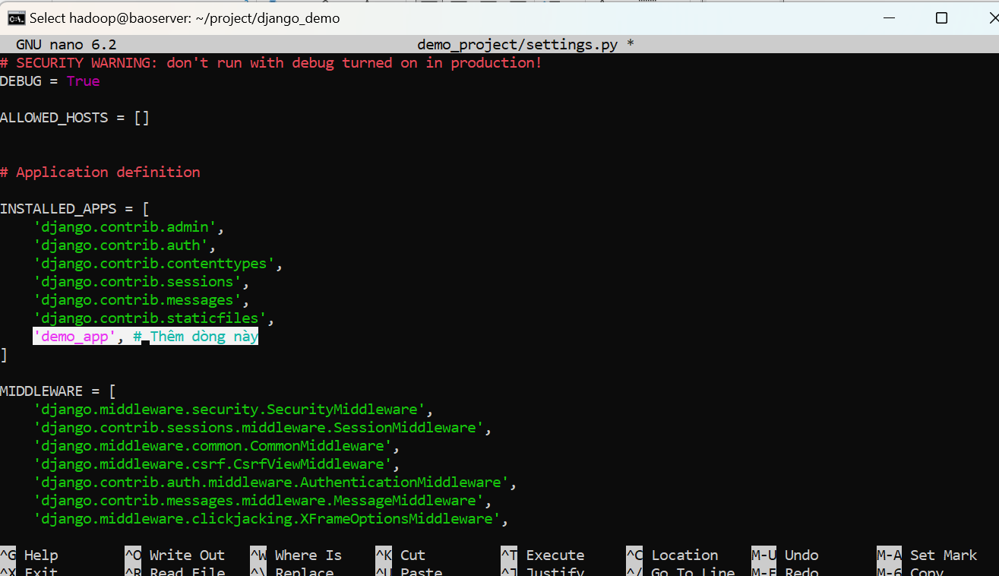 Select hadoop@baoserver: ~/project/django_demo
GNU nano 6.2 demo_project/settings.py *
# SECURITY WARNING: don't run with debug turned on in production!
DEBUG = True
ALLOWED_HOSTS = []
# Application definition
INSTALLED_APPS = [
    'django.contrib.admin',
    'django.contrib.auth',
    'django.contrib.contenttypes',
    'django.contrib.sessions',
    'django.contrib.messages',
    'django.contrib.staticfiles',
    'demo_app', # Thêm dòng này
]
MIDDLEWARE = [
    'django.middleware.security.SecurityMiddleware',
    'django.contrib.sessions.middleware.SessionMiddleware',
    'django.middleware.common.CommonMiddleware',
    'django.middleware.csrf.CsrfViewMiddleware',
    'django.contrib.auth.middleware.AuthenticationMiddleware',
    'django.contrib.messages.middleware.MessageMiddleware',
    'django.middleware.clickjacking.XFrameOptionsMiddleware',
^G Help ^O Write Out ^W Where Is ^K Cut ^T Execute ^C Location M-U Undo M-A Set Mark
^X Exit ^R Read File ^\ Replace ^U Paste ^J Justify ^/ Go To Line M-E Redo M-6 Copy